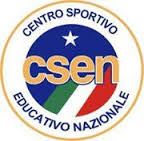 CENTRO SPORTIVO
csen
EDUCATIVO NAZIONALE